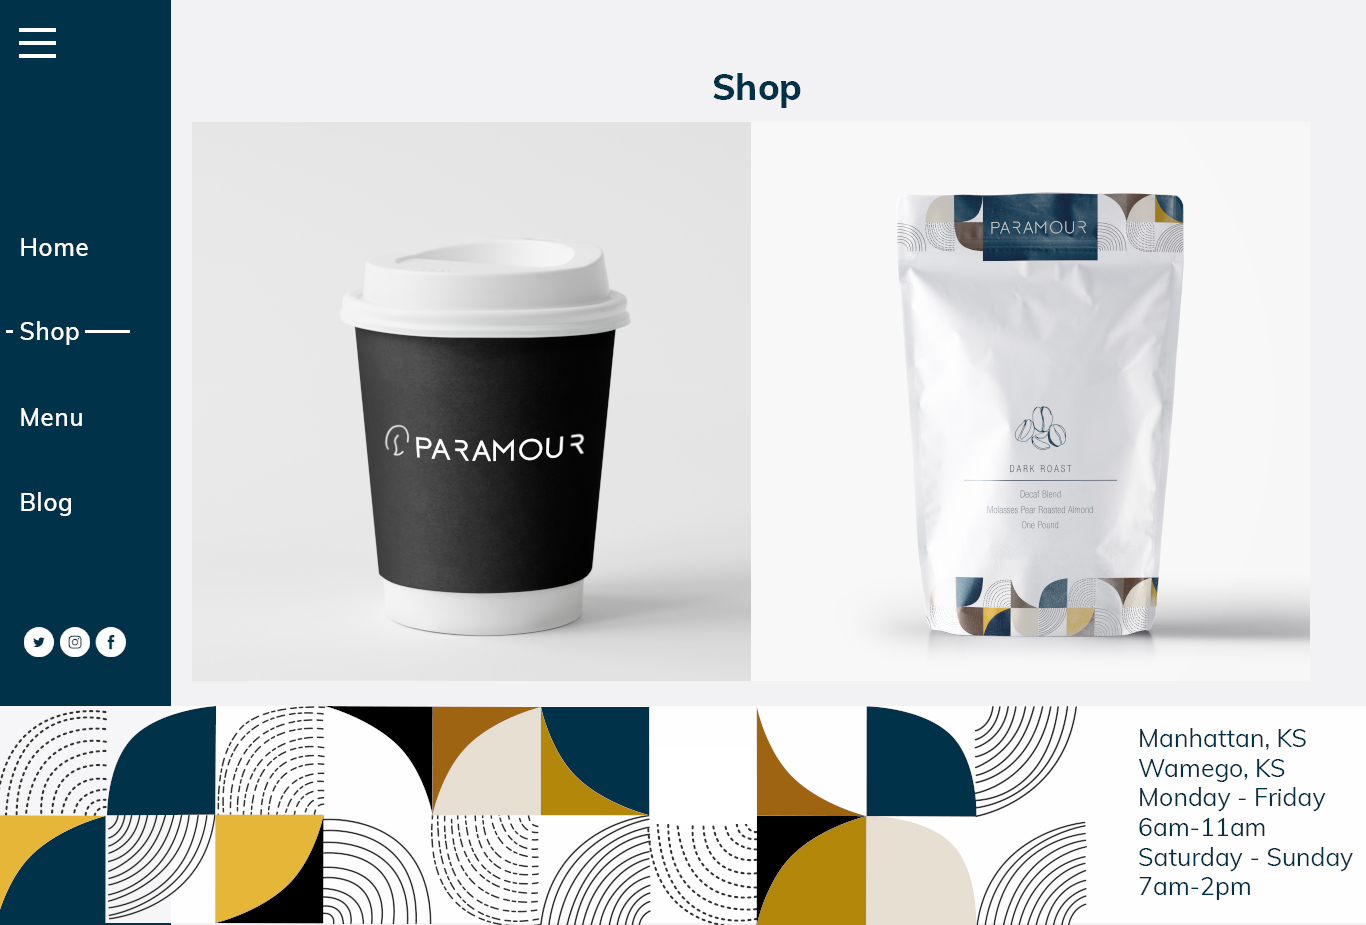 Shop
Home
Shop
Menu
Blog
PARAMOUR
PARAMOUR
DARK ROAST
Decaf Blend
Molasses Pear Roasted Almond
One Pound
Manhattan, KS
Wamego, KS
Monday - Friday
6am-11am
Saturday - Sunday
7am-2pm